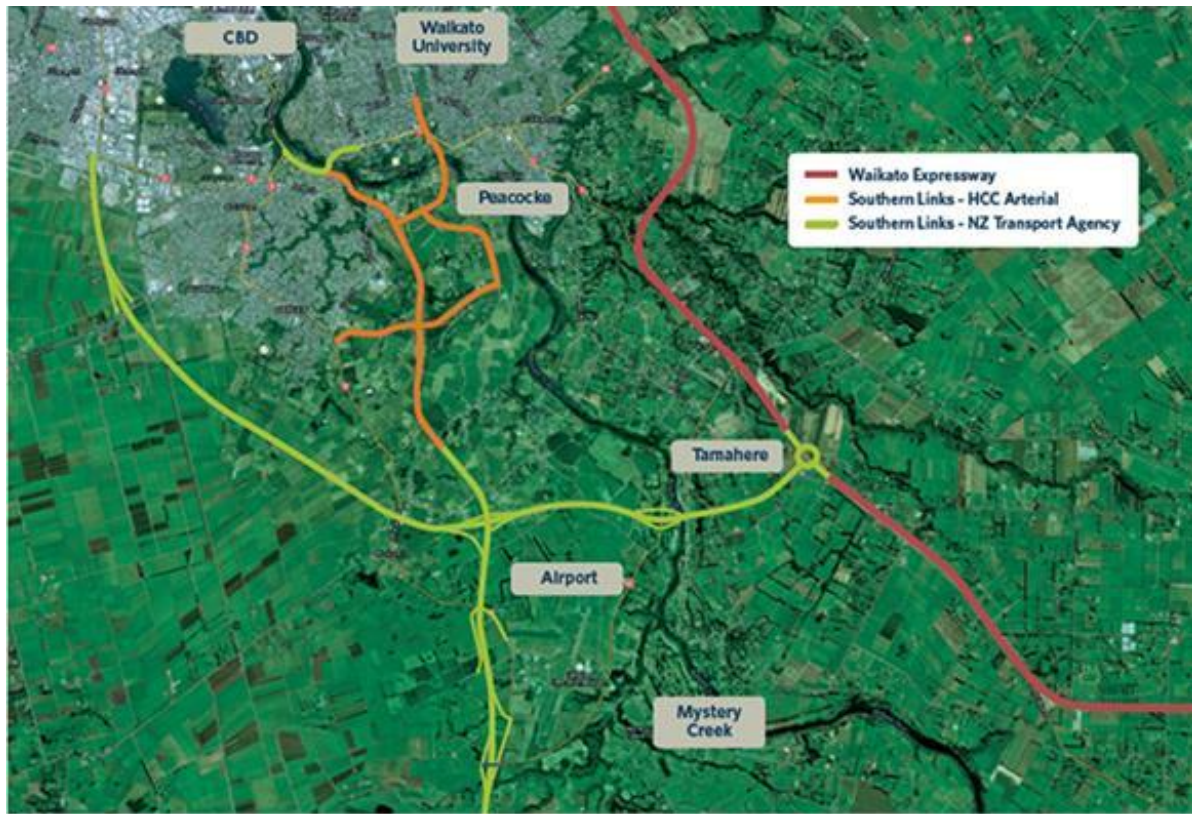 CBD
Waikato
University
Waikato Expressway
Southern Links - HCC Arterial
Southern Links - NZ Transport Agency
Peacocke
Tamahere
Airport
Mystery
Creek